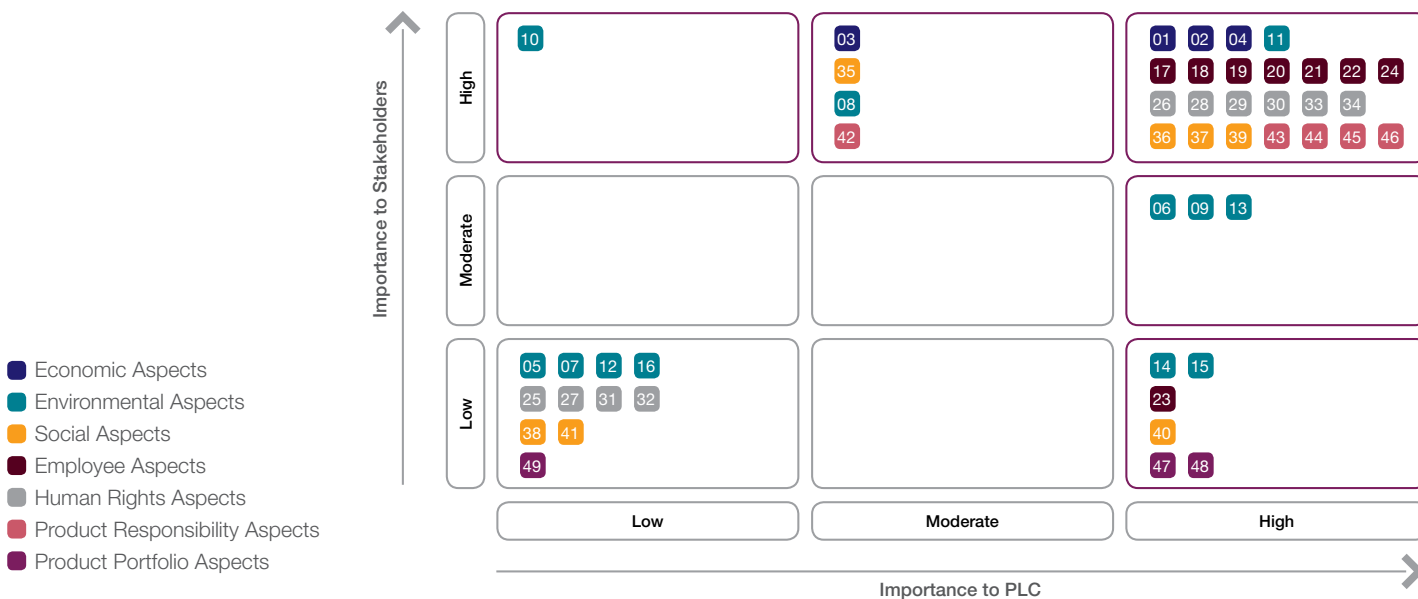 Importance to Stakeholders
High
10
03
35
08
42
01 02 04 11
17 18 19 20 21 22 24
26 28 29 30 33 34
36 37 39 43 44 45 46
Moderate
06 09 13
Low
05 07 12 16
25 27 31 32
38 41
49
14 15
23
40
47 48
Low
Moderate
High
Importance to PLC
Economic Aspects
Environmental Aspects
Social Aspects
Employee Aspects
Human Rights Aspects
Product Responsibility Aspects
Product Portfolio Aspects